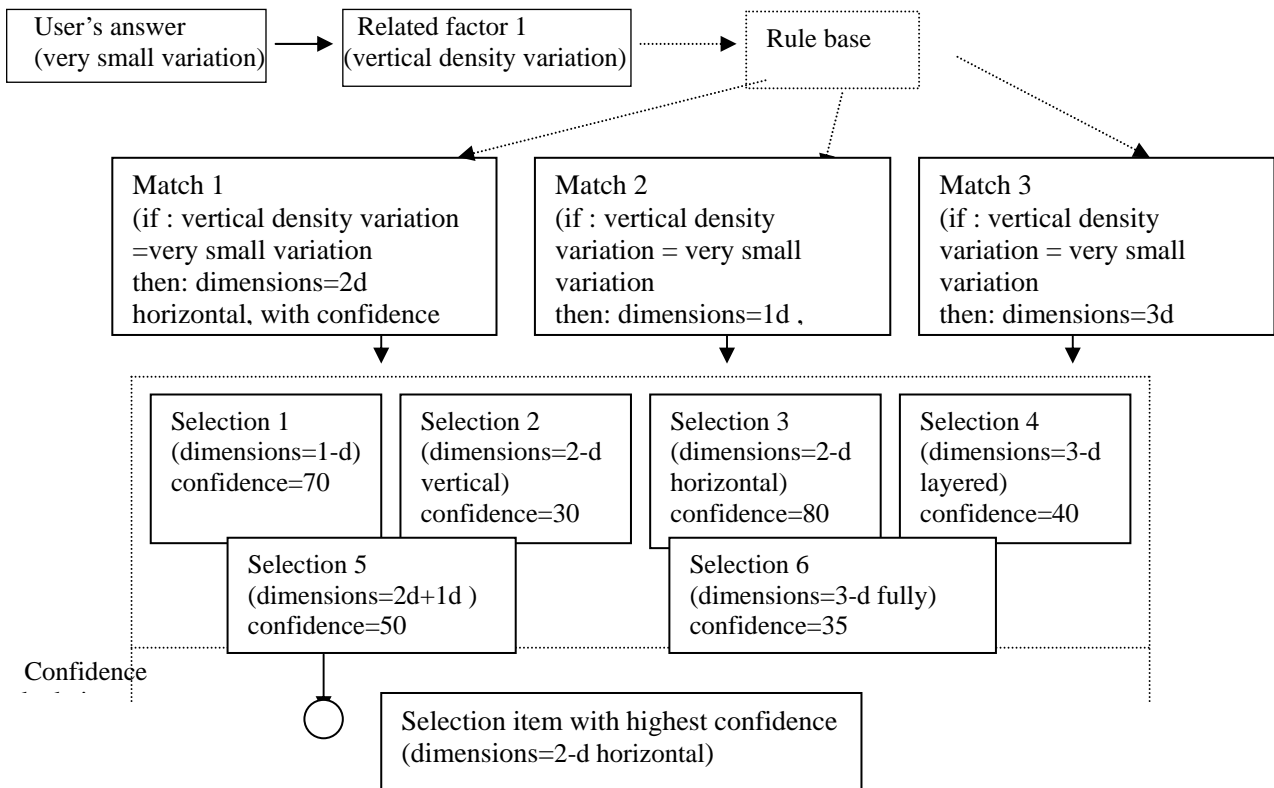 User's answer
(very small variation)
Related factor 1
(vertical density variation)
Rule base
Match 1
(if : vertical density variation
=very small variation
then: dimensions=2d
horizontal, with confidence
Match 2
(if : vertical density
variation = very small
variation
then: dimensions=1d ,
Match 3
(if : vertical density
variation = very small
variation
then: dimensions=3d
Selection 1
(dimensions=1-d)
confidence=70
Selection 2
(dimensions=2-d
vertical)
confidence=30
Selection 3
(dimensions=2-d
horizontal)
confidence=80
Selection 4
(dimensions=3-d
layered)
confidence=40
Selection 5
(dimensions=2d+1d )
confidence=50
Selection 6
(dimensions=3-d fully)
confidence=35
Confidence
Selection item with highest confidence
(dimensions=2-d horizontal)